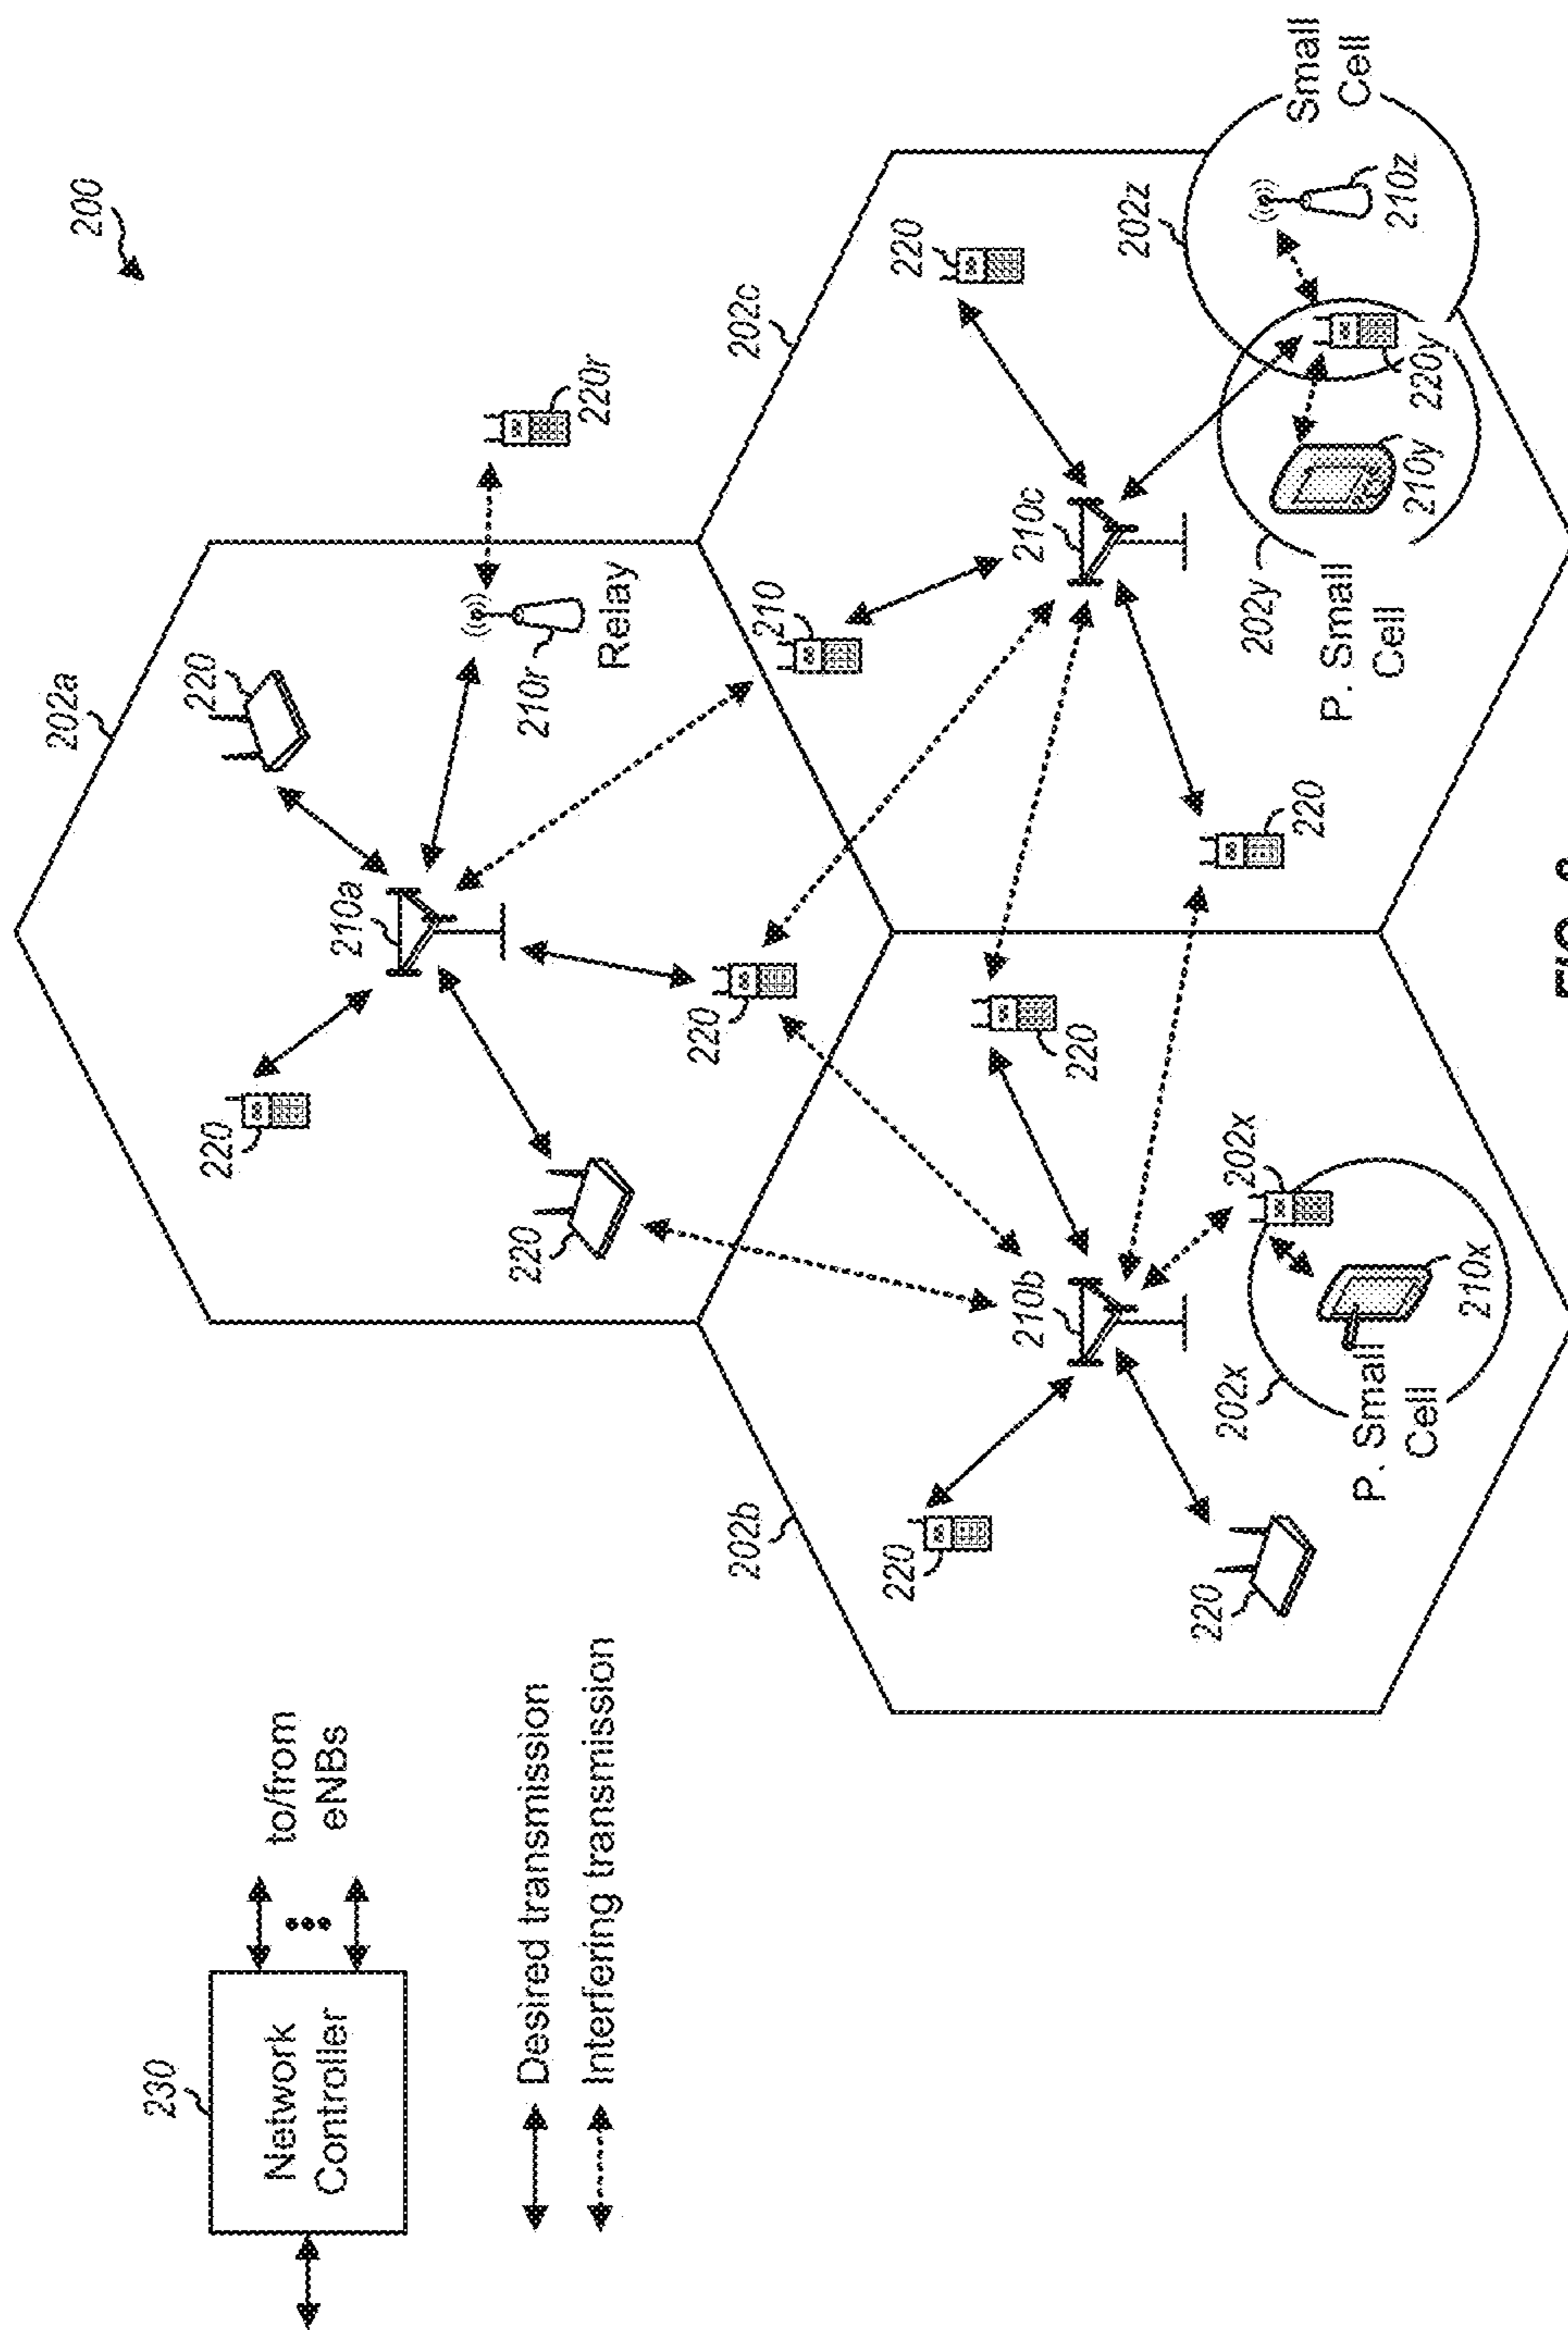 200
202a
230
220
220
Network
Controller
to/from
eNBs
210a
Desired transmission
220
210r
220r
Interfering transmission
Relay
220
202b
202c
210
220
220
210b
210c
220
202z
220
202x
202x
202y
220
Small
Cell
P. Small
Cell
P. Small
Cell
210z
210y
220y
210x